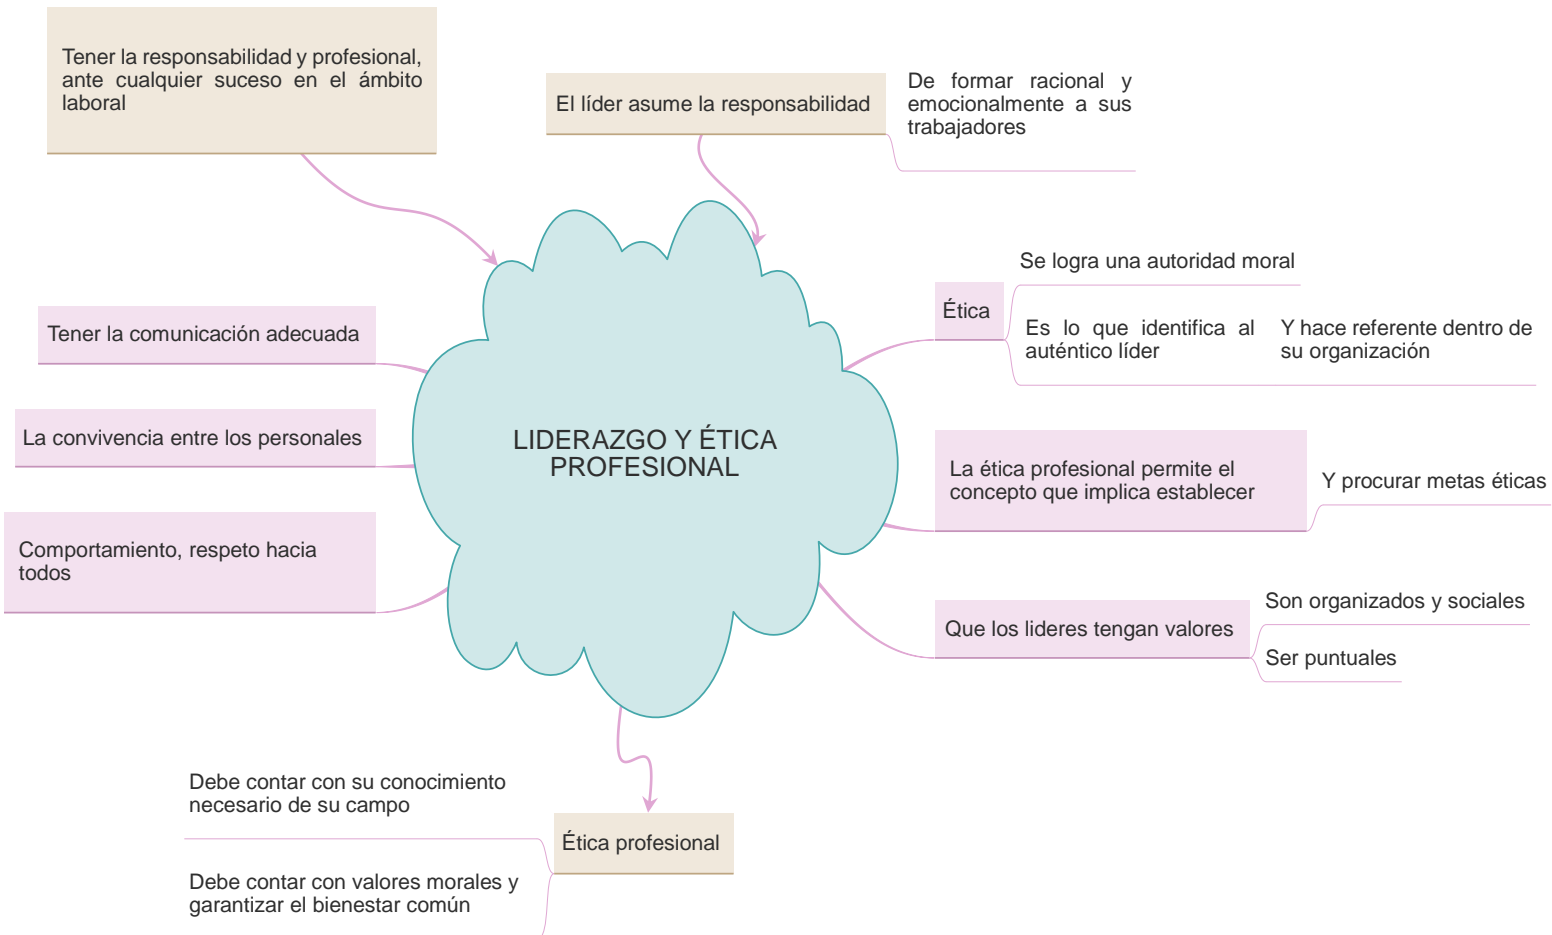 Tener la responsabilidad y profesional,
ante cualquier suceso en el ámbito
laboral
El líder asume la responsabilidad
De formar racional y
emocionalmente a sus
trabajadores
Se logra una autoridad moral
Ética
Es lo que identifica al
auténtico líder
Y hace referente dentro de
su organización
Tener la comunicación adecuada
La convivencia entre los personales
LIDERAZGO Y ÉTICA
PROFESIONAL
La ética profesional permite el
concepto que implica establecer
Y procurar metas éticas
Comportamiento, respeto hacia
todos
Que los lideres tengan valores
Son organizados y sociales
Ser puntuales
Debe contar con su conocimiento
necesario de su campo
Ética profesional
Debe contar con valores morales y
garantizar el bienestar común